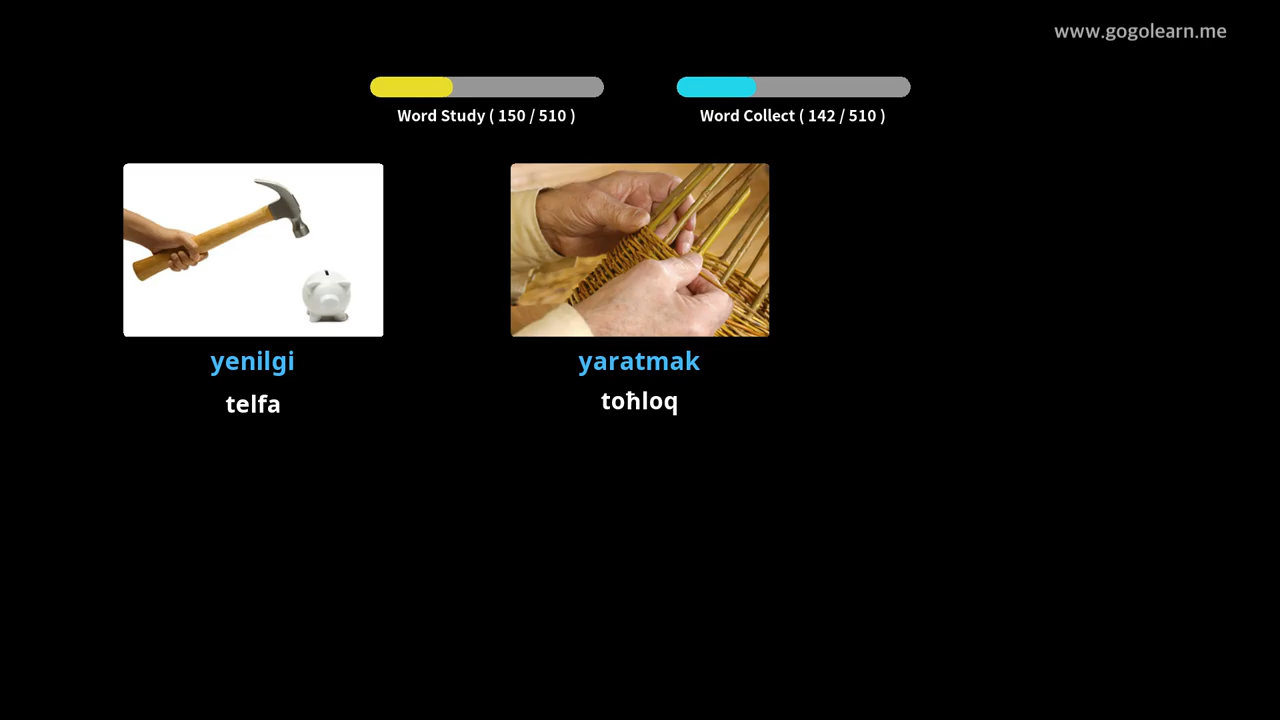 www.gogolearn.me
Word Study ( 150 / 510 )
Word Collect ( 142 / 510 )
yenilgi
telfa
yaratmak
toħloq